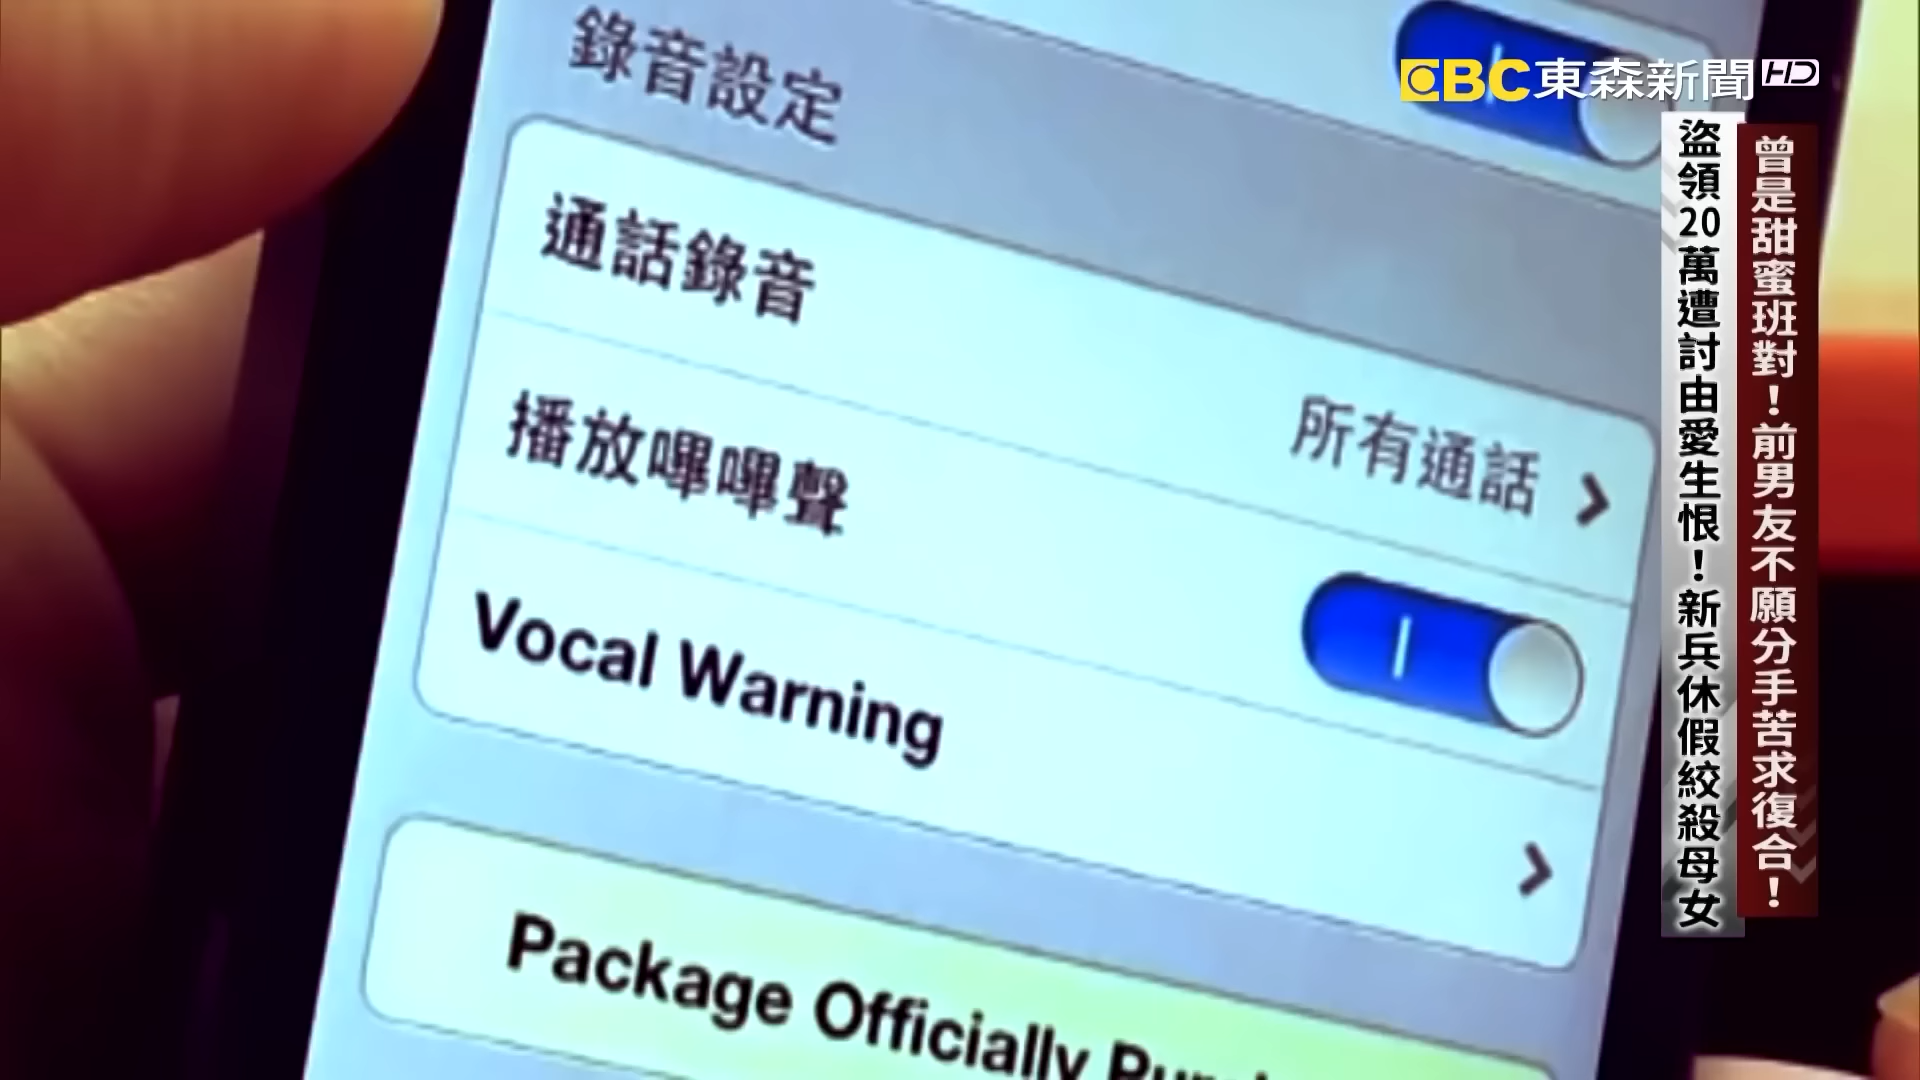 EBC東森新聞HD
曾是甜蜜班對！前男友不願分手苦求復合！
盜領20萬遭討由愛生恨！新兵休假絞殺母女
錄音設定
通話錄音
所有通話
播放嗶嗶聲
Vocal Warning
Package Officially